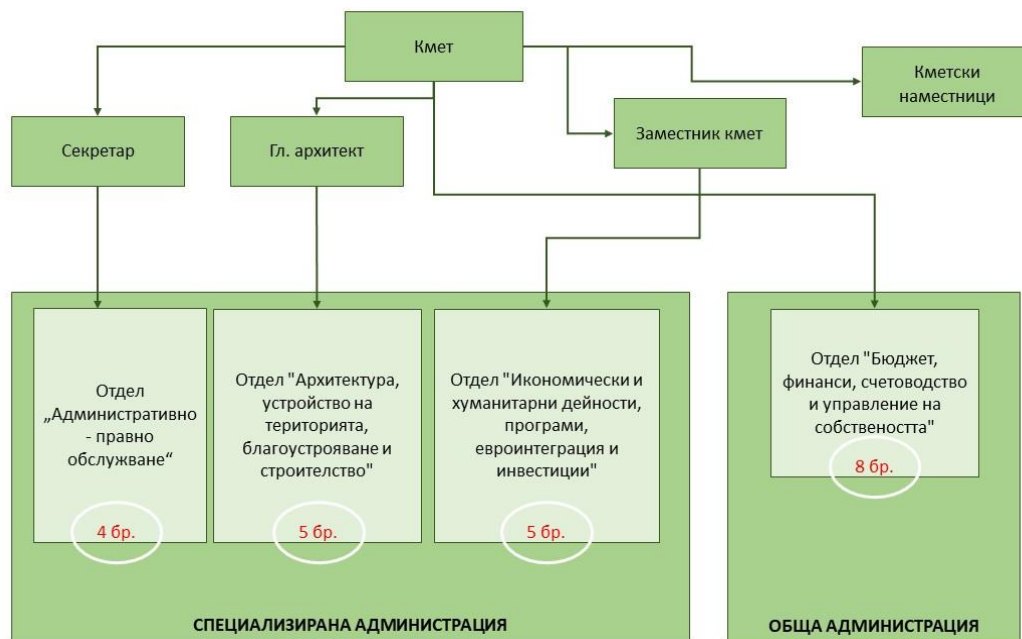 Кмет
Кметски
наместници
Секретар
Гл. архитект
Заместник кмет
Отдел
„Административно
- правно
обслужване“
4 бр.
Отдел "Архитектура,
устройство на
територията,
благоустрояване и
строителство"
5 бр.
Отдел "Икономически и
хуманитарни дейности,
програми,
евроинтеграция и
инвестиции"
5 бр.
Отдел "Бюджет,
финанси, счетоводство
и управление на
собствеността"
8 бр.
СПЕЦИАЛИЗИРАНА АДМИНИСТРАЦИЯ
ОБЩА АДМИНИСТРАЦИЯ